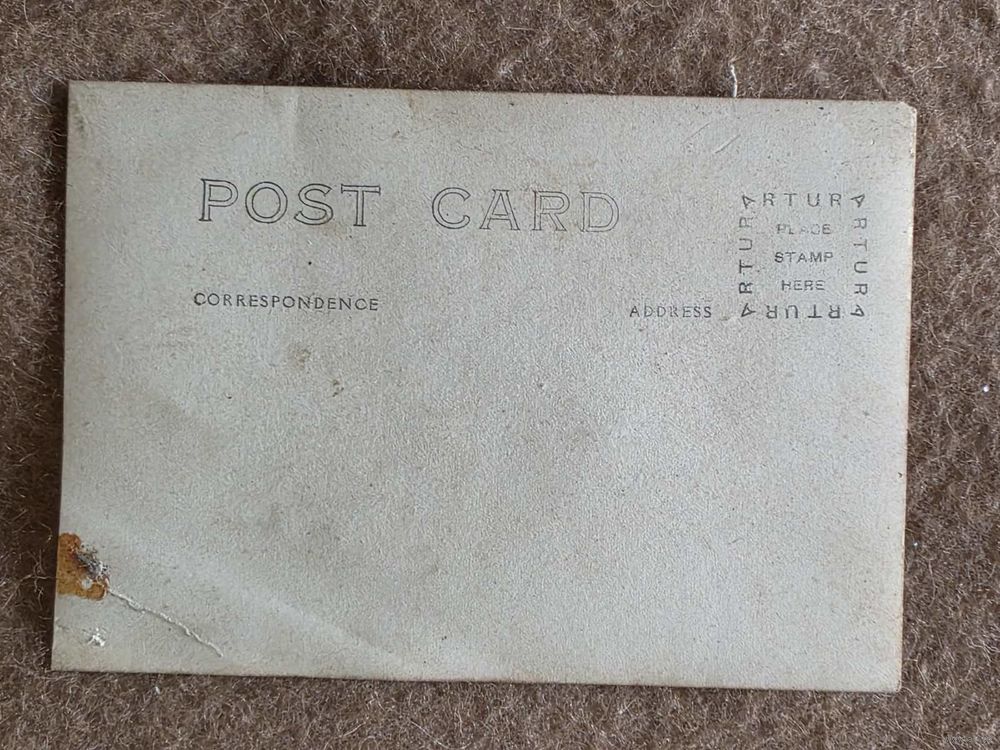 POST CARD
CORRESPONDENCE
ADDRESS
ARTURA
PLACE
STAMP
HERE
ARTURA
ARTURA
ARTURA